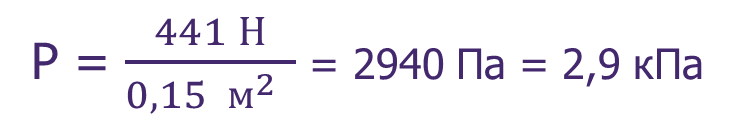 P = 441 Н / 0,15 м² = 2940 Па = 2,9 кПа